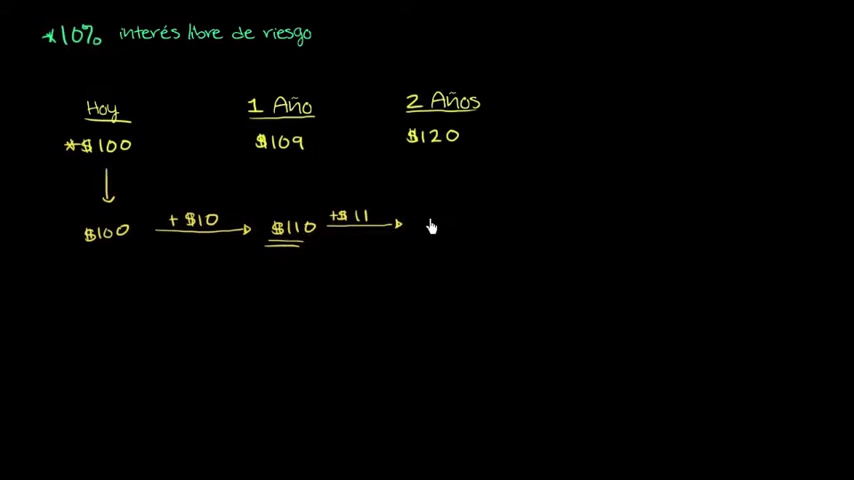 *10% interés libre de riesgo
Hoy 1 Año 2 Años
*$100 $109 $120
$100 +$10 $110 +$11